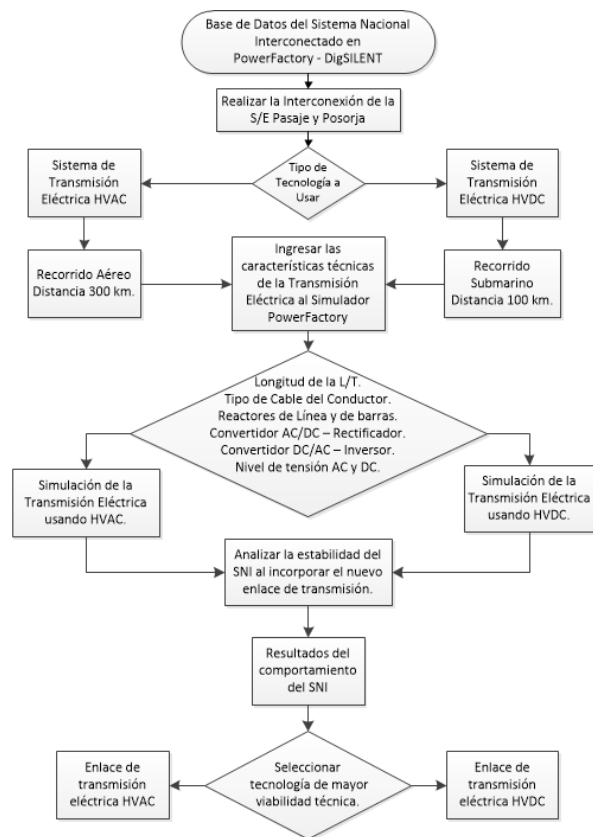 Base de Datos del Sistema Nacional
Interconectado en
PowerFactory - DigSILENT
Realizar la Interconexión de la
S/E Pasaje y Posorja
Sistema de
Transmisión
Eléctrica HVAC
Tipo de
Tecnología a
Usar
Sistema de
Transmisión
Eléctrica HVDC
Recorrido Aéreo
Distancia 300 km.
Ingresar las
características técnicas
de la Transmisión
Eléctrica al Simulador
PowerFactory
Recorrido
Submarino
Distancia 100 km.
Longitud de la L/T.
Tipo de Cable del Conductor.
Reactores de Línea y de barras.
Convertidor AC/DC – Rectificador.
Convertidor DC/AC – Inversor.
Nivel de tensión AC y DC.
Simulación de la
Transmisión Eléctrica
usando HVAC.
Simulación de la
Transmisión Eléctrica
usando HVDC.
Analizar la estabilidad del
SNI al incorporar el nuevo
enlace de transmisión.
Resultados del
comportamiento
del SNI
Enlace de
transmisión
eléctrica HVAC
Seleccionar
tecnología de mayor
viabilidad técnica.
Enlace de
transmisión
eléctrica HVDC